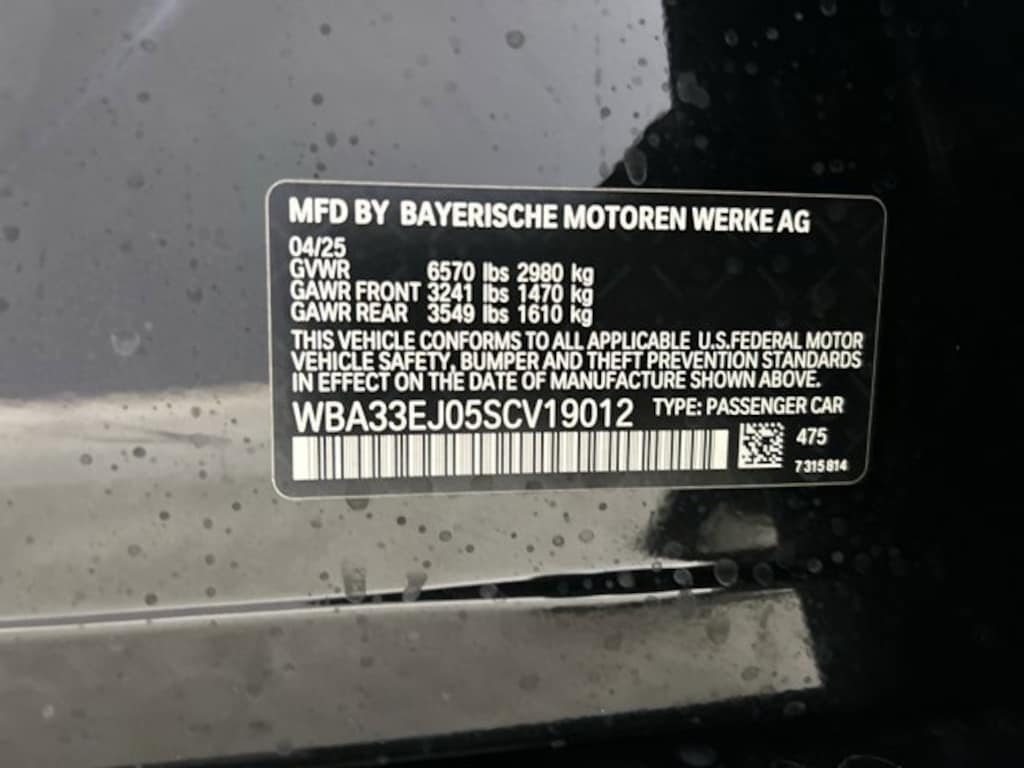 MFD BY BAYERISCHE MOTOREN WERKE AG
04/25
GVWR 6570 lbs 2980 kg
GAWR FRONT 3241 lbs 1470 kg
GAWR REAR 3549 lbs 1610 kg
THIS VEHICLE CONFORMS TO ALL APPLICABLE U.S.FEDERAL MOTOR
VEHICLE SAFETY, BUMPER AND THEFT PREVENTION STANDARDS
IN EFFECT ON THE DATE OF MANUFACTURE SHOWN ABOVE.
WBA33EJ05SCV19012 TYPE: PASSENGER CAR
475
7315814